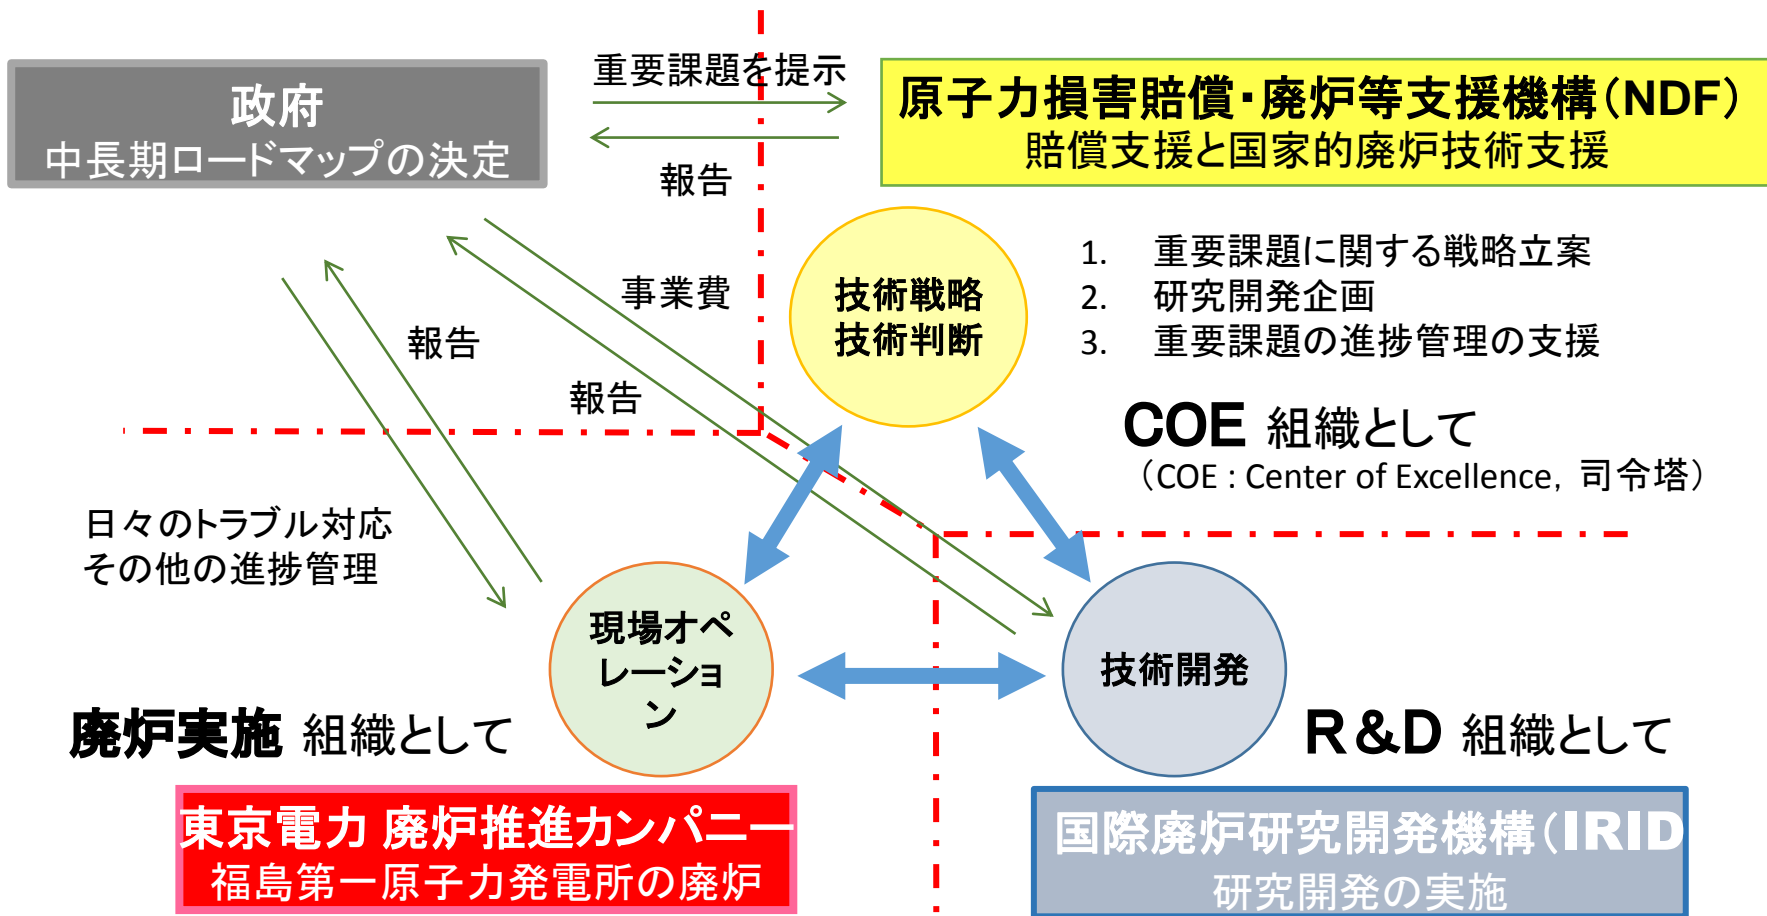 重要課題を提示
政府
中長期ロードマップの決定
原子力損害賠償・廃炉等支援機構(NDF)
賠償支援と国家的廃炉技術支援
報告
1. 重要課題に関する戦略立案
2. 研究開発企画
3. 重要課題の進捗管理の支援
技術戦略
技術判断
事業費
報告
報告
COE 組織として
(COE : Center of Excellence, 司令塔)
日々のトラブル対応
その他の進捗管理
現場オペ
レーショ
ン
技術開発
廃炉実施 組織として
R&D 組織として
東京電力 廃炉推進カンパニー
福島第一原子力発電所の廃炉
国際廃炉研究開発機構(IRID
研究開発の実施